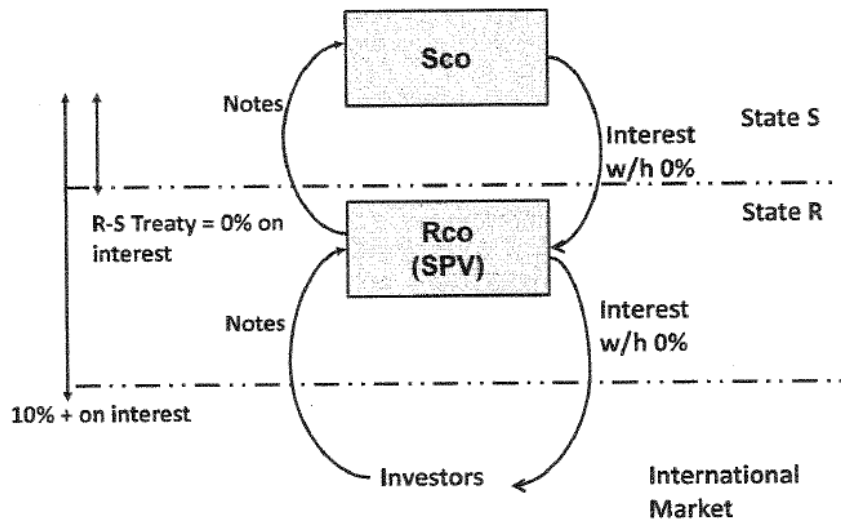 Sco
Notes
State S
Interest
w/h 0%
R-S Treaty = 0% on
interest
State R
Rco
(SPV)
Notes
Interest
w/h 0%
10% + on interest
Investors
International
Market